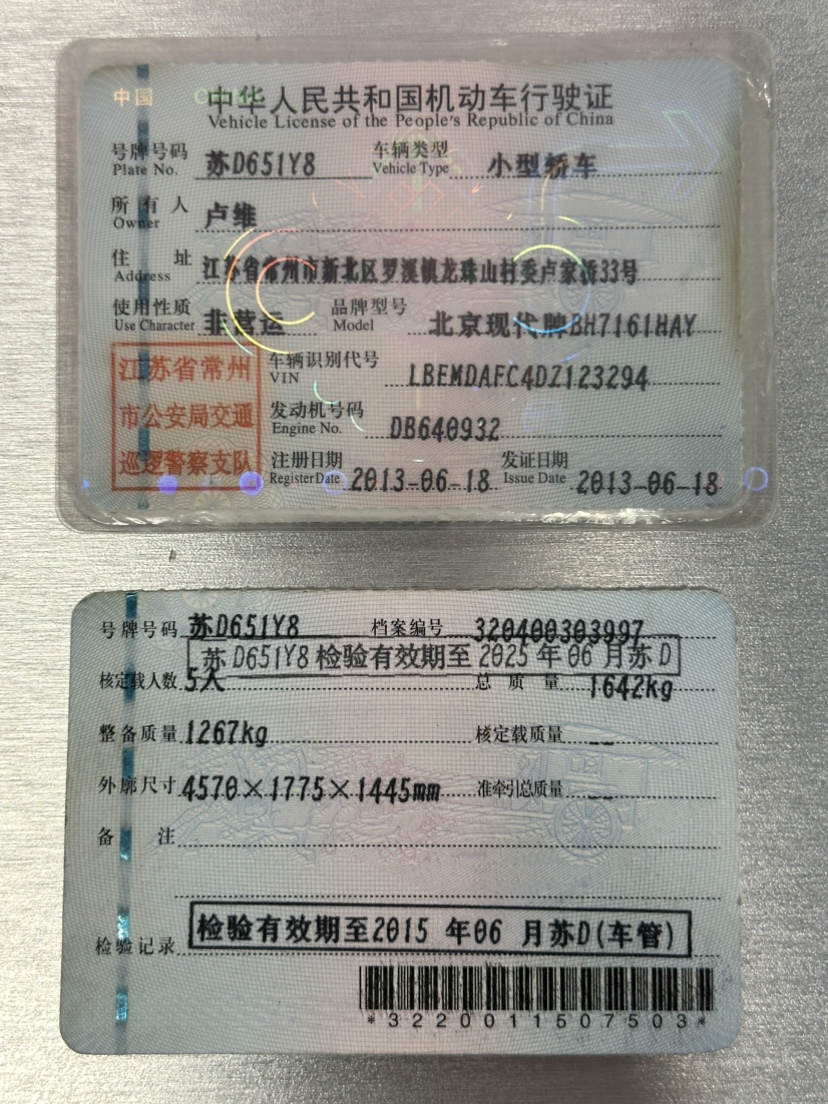 中国 CHINA
中华人民共和国机动车行驶证
Vehicle License of the People's Republic of China
号牌号码 苏D651Y8 车辆类型 小型轿车
Plate No. Vehicle Type
所有人 卢维
Owner
住 址 江苏省常州市新北区罗溪镇龙珠山村委卢家桥33号
Address
使用性质 非营运 品牌型号 北京现代牌BH7161HAY
Use Character Model
江苏省常州
市公安局交通
巡逻警察支队
车辆识别代号 LBEMDAFC4DZ123294
VIN
发动机号码 DB640932
Engine No.
注册日期 2013-06-18 发证日期 2013-06-18
Register Date Issue Date
号牌号码 苏D651Y8 档案编号 320400303997
苏D651Y8检验有效期至2025年06月苏D
核定载人数 5人 总质量 1642kg
整备质量 1267kg 核定载质量 --
外廓尺寸 4570×1775×1445mm 准牵引总质量 --
备 注
检验记录 检验有效期至2015 年06 月苏D(车管)
*3220011507503*